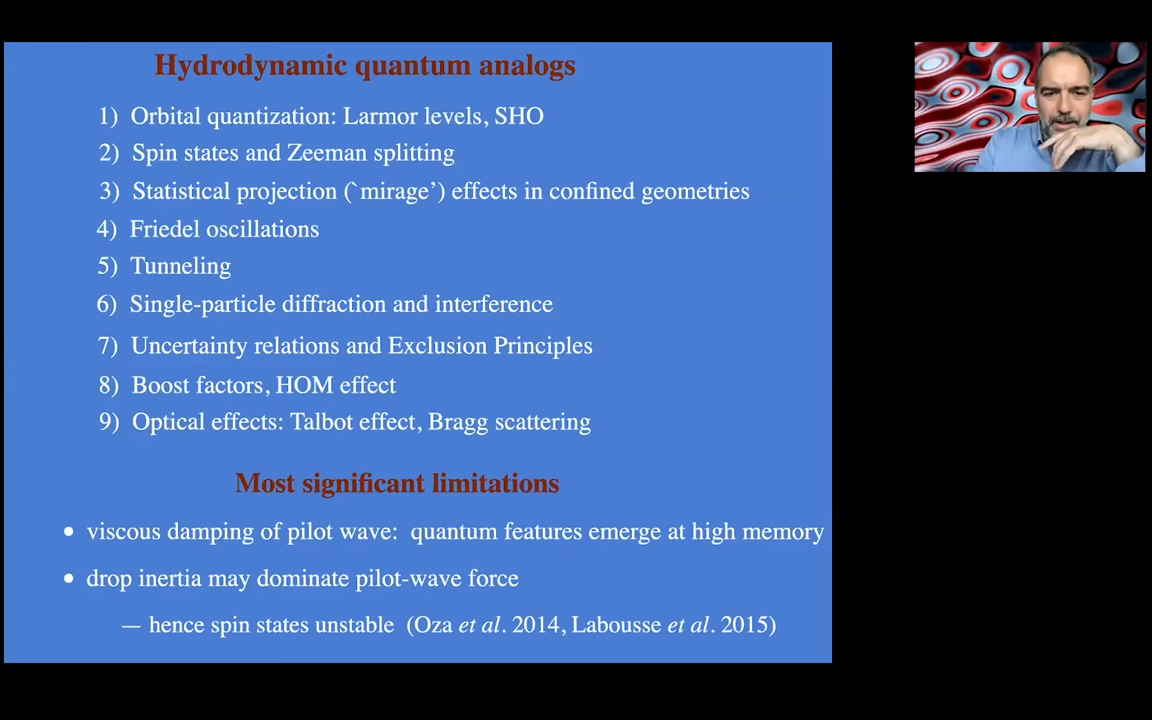 Hydrodynamic quantum analogs
1) Orbital quantization: Larmor levels, SHO
2) Spin states and Zeeman splitting
3) Statistical projection (`mirage’) effects in confined geometries
4) Friedel oscillations
5) Tunneling
6) Single-particle diffraction and interference
7) Uncertainty relations and Exclusion Principles
8) Boost factors, HOM effect
9) Optical effects: Talbot effect, Bragg scattering
Most significant limitations
• viscous damping of pilot wave: quantum features emerge at high memory
• drop inertia may dominate pilot-wave force
— hence spin states unstable (Oza et al. 2014, Labousse et al. 2015)